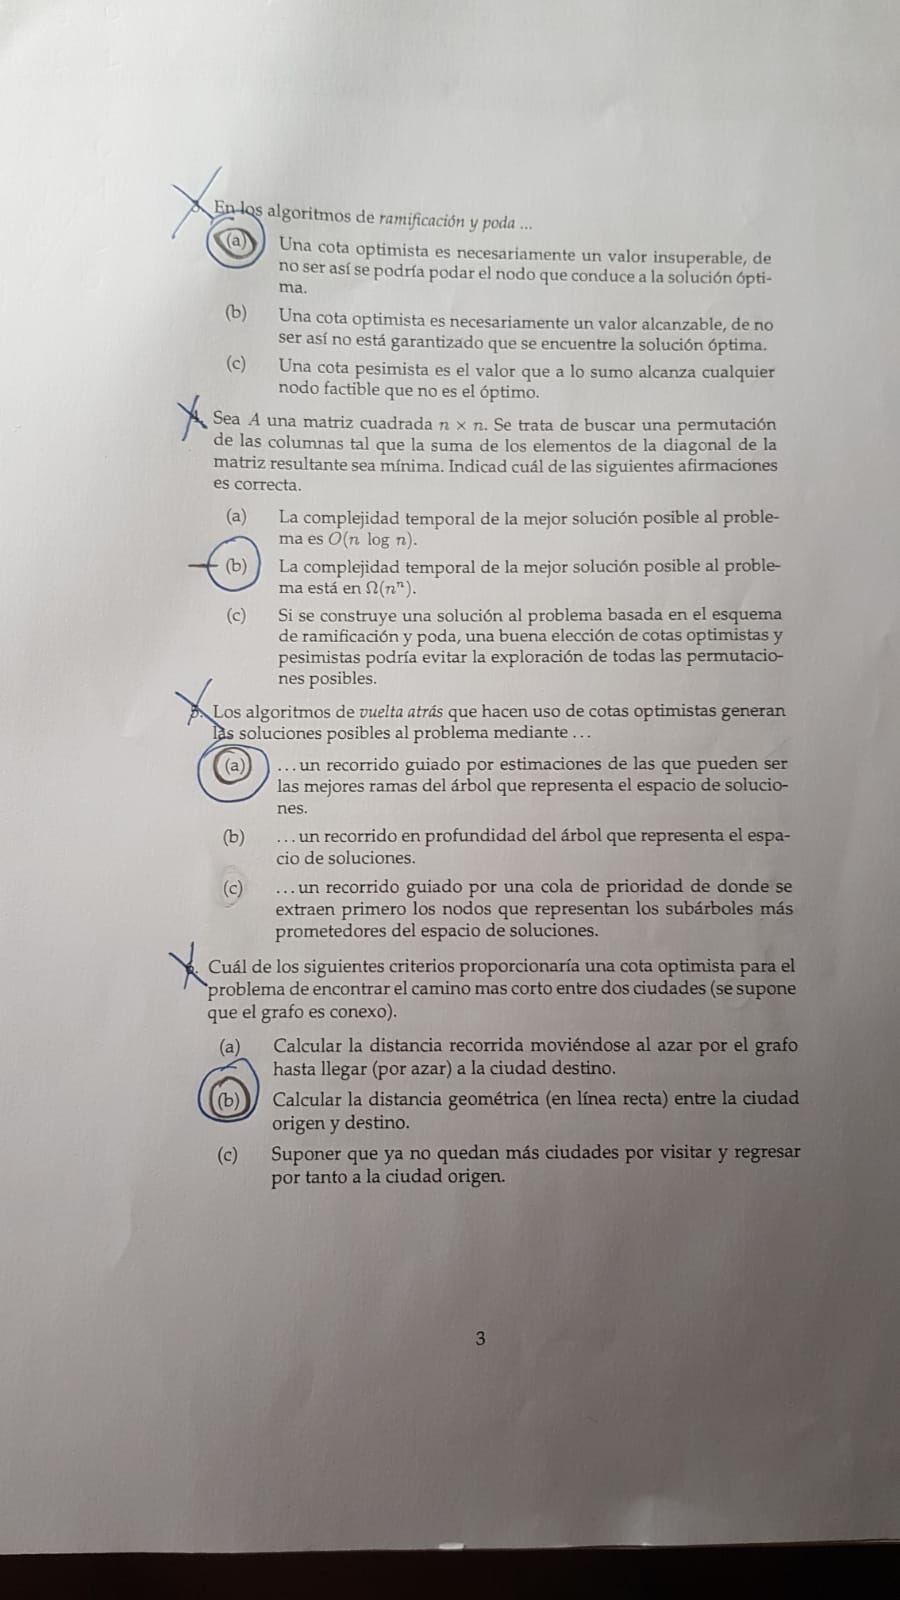 En los algoritmos de ramificación y poda ...
(a) Una cota optimista es necesariamente un valor insuperable, de
no ser así se podría podar el nodo que conduce a la solución ópti-
ma.
(b) Una cota optimista es necesariamente un valor alcanzable, de no
ser así no está garantizado que se encuentre la solución óptima.
(c) Una cota pesimista es el valor que a lo sumo alcanza cualquier
nodo factible que no es el óptimo.
Sea A una matriz cuadrada n × n. Se trata de buscar una permutación
de las columnas tal que la suma de los elementos de la diagonal de la
matriz resultante sea mínima. Indicad cuál de las siguientes afirmaciones
es correcta.
(a) La complejidad temporal de la mejor solución posible al proble-
ma es O(n log n).
(b) La complejidad temporal de la mejor solución posible al proble-
ma está en Ω(nⁿ).
(c) Si se construye una solución al problema basada en el esquema
de ramificación y poda, una buena elección de cotas optimistas y
pesimistas podría evitar la exploración de todas las permutacio-
nes posibles.
5. Los algoritmos de vuelta atrás que hacen uso de cotas optimistas generan
las soluciones posibles al problema mediante ...
(a) ... un recorrido guiado por estimaciones de las que pueden ser
las mejores ramas del árbol que representa el espacio de solucio-
nes.
(b) ... un recorrido en profundidad del árbol que representa el espa-
cio de soluciones.
(c) ... un recorrido guiado por una cola de prioridad de donde se
extraen primero los nodos que representan los subárboles más
prometedores del espacio de soluciones.
Cuál de los siguientes criterios proporcionaría una cota optimista para el
problema de encontrar el camino mas corto entre dos ciudades (se supone
que el grafo es conexo).
(a) Calcular la distancia recorrida moviéndose al azar por el grafo
hasta llegar (por azar) a la ciudad destino.
(b) Calcular la distancia geométrica (en línea recta) entre la ciudad
origen y destino.
(c) Suponer que ya no quedan más ciudades por visitar y regresar
por tanto a la ciudad origen.
3